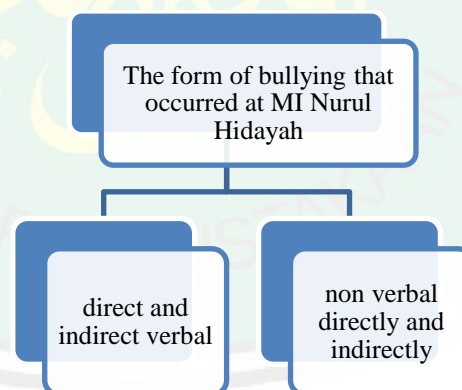 The form of bullying that
occurred at MI Nurul
Hidayah
direct and
indirect verbal
non verbal
directly and
indirectly